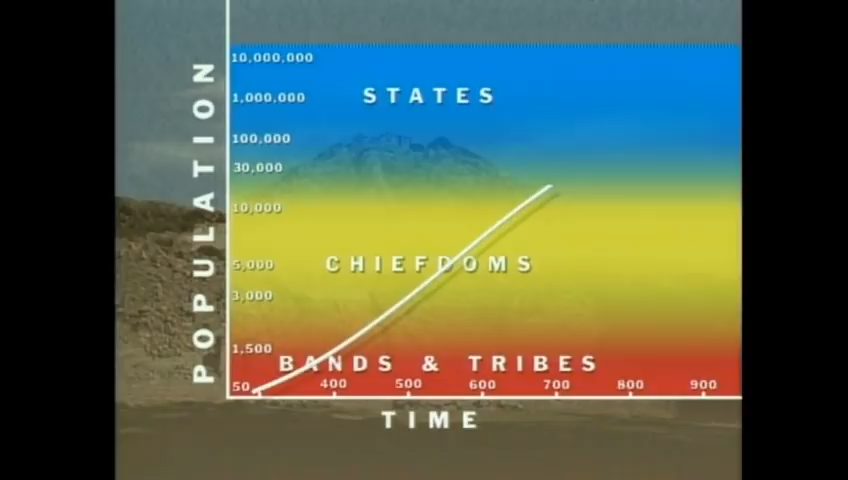 POPULATION
10,000,000
STATES
1,000,000
100,000
30,000
10,000
5,000
CHIEFDOMS
3,000
1,500
BANDS & TRIBES
50
400 500 600 700 800 900
TIME